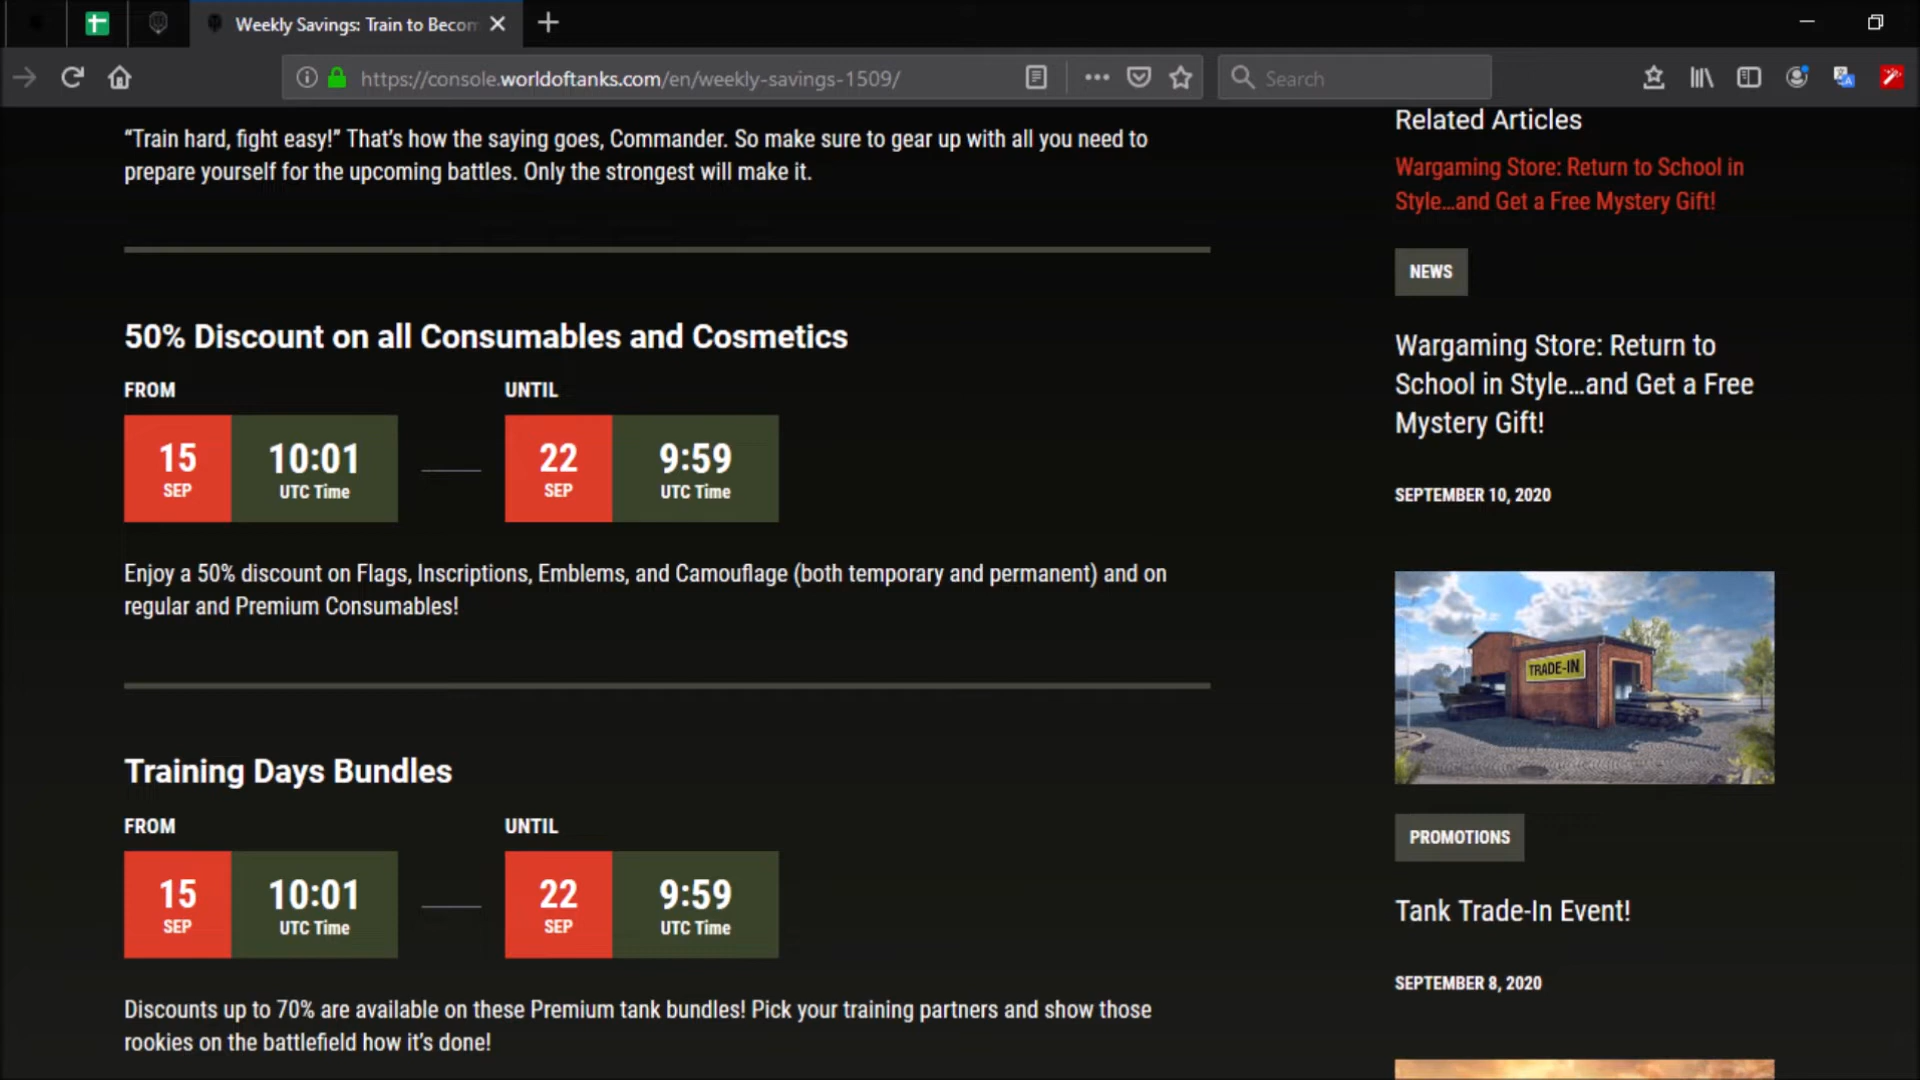 Weekly Savings: Train to Becom
https://console.worldoftanks.com/en/weekly-savings-1509/
Search
“Train hard, fight easy!” That’s how the saying goes, Commander. So make sure to gear up with all you need to
prepare yourself for the upcoming battles. Only the strongest will make it.
50% Discount on all Consumables and Cosmetics
FROM
UNTIL
15
SEP
10:01
UTC Time
22
SEP
9:59
UTC Time
Enjoy a 50% discount on Flags, Inscriptions, Emblems, and Camouflage (both temporary and permanent) and on
regular and Premium Consumables!
Training Days Bundles
FROM
UNTIL
15
SEP
10:01
UTC Time
22
SEP
9:59
UTC Time
Discounts up to 70% are available on these Premium tank bundles! Pick your training partners and show those
rookies on the battlefield how it’s done!
Related Articles
Wargaming Store: Return to School in
Style…and Get a Free Mystery Gift!
NEWS
Wargaming Store: Return to
School in Style…and Get a Free
Mystery Gift!
SEPTEMBER 10, 2020
TRADE-IN
PROMOTIONS
Tank Trade-In Event!
SEPTEMBER 8, 2020